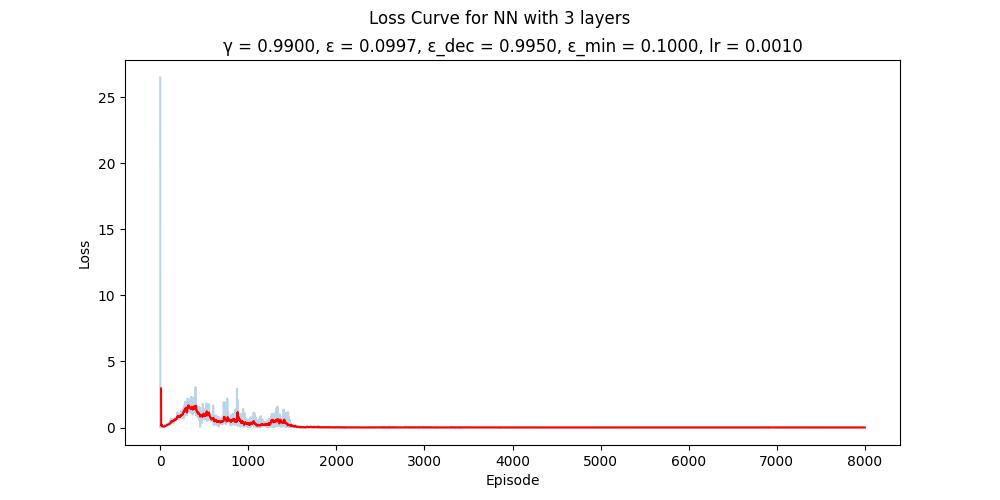 Loss Curve for NN with 3 layers
γ = 0.9900, ε = 0.0997, ε_dec = 0.9950, ε_min = 0.1000, lr = 0.0010
25
20
15
10
5
0
Loss
0 1000 2000 3000 4000 5000 6000 7000 8000
Episode